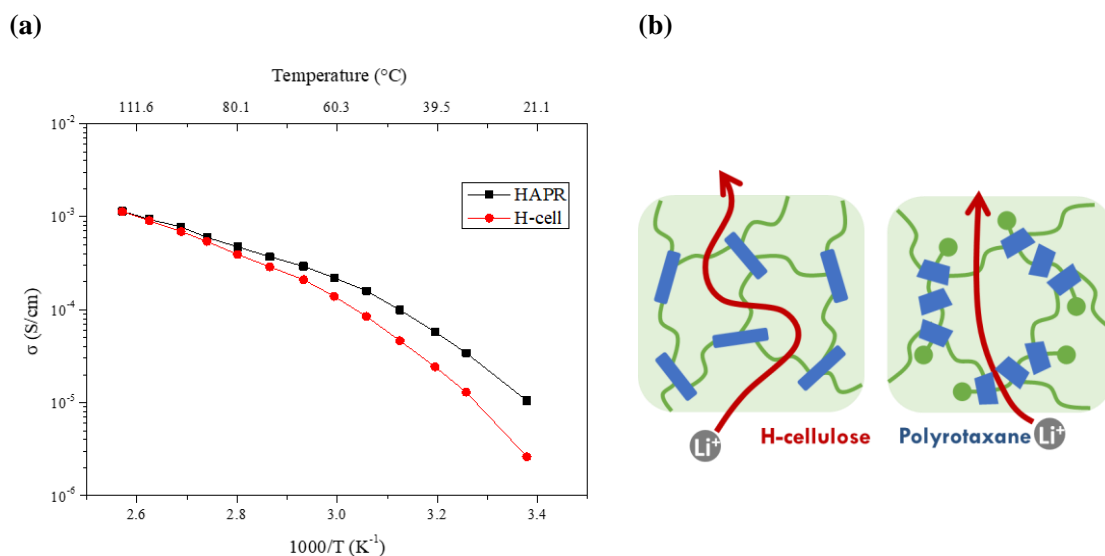 (a)
(b)
Temperature (°C)
111.6 80.1 60.3 39.5 21.1
10⁻²
10⁻³
10⁻⁴
10⁻⁵
10⁻⁶
σ (S/cm)
HAPR
H-cell
2.6 2.8 3.0 3.2 3.4
1000/T (K⁻¹)
Li⁺
H-cellulose
Polyrotaxane
Li⁺